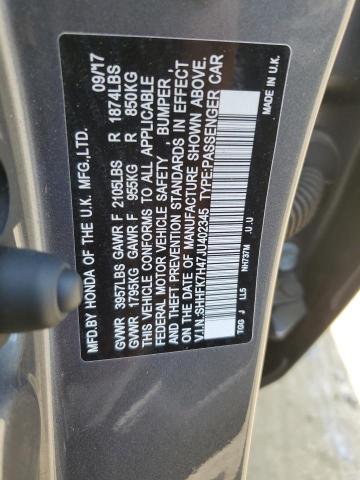 MFD.BY HONDA OF THE U.K. MFG.,LTD. 09/17
GVWR 3957LBS GAWR F 2105LBS R 1874LBS
GVWR 1795KG GAWR F 955KG R 850KG
THIS VEHICLE CONFORMS TO ALL APPLICABLE
FEDERAL MOTOR VEHICLE SAFETY, BUMPER,
AND THEFT PREVENTION STANDARDS IN EFFECT
ON THE DATE OF MANUFACTURE SHOWN ABOVE.
V.I.N.:SHHFK7H47JU402345 TYPE:PASSENGER CAR
TGG J LL5 NH737M J.U MADE IN U.K.